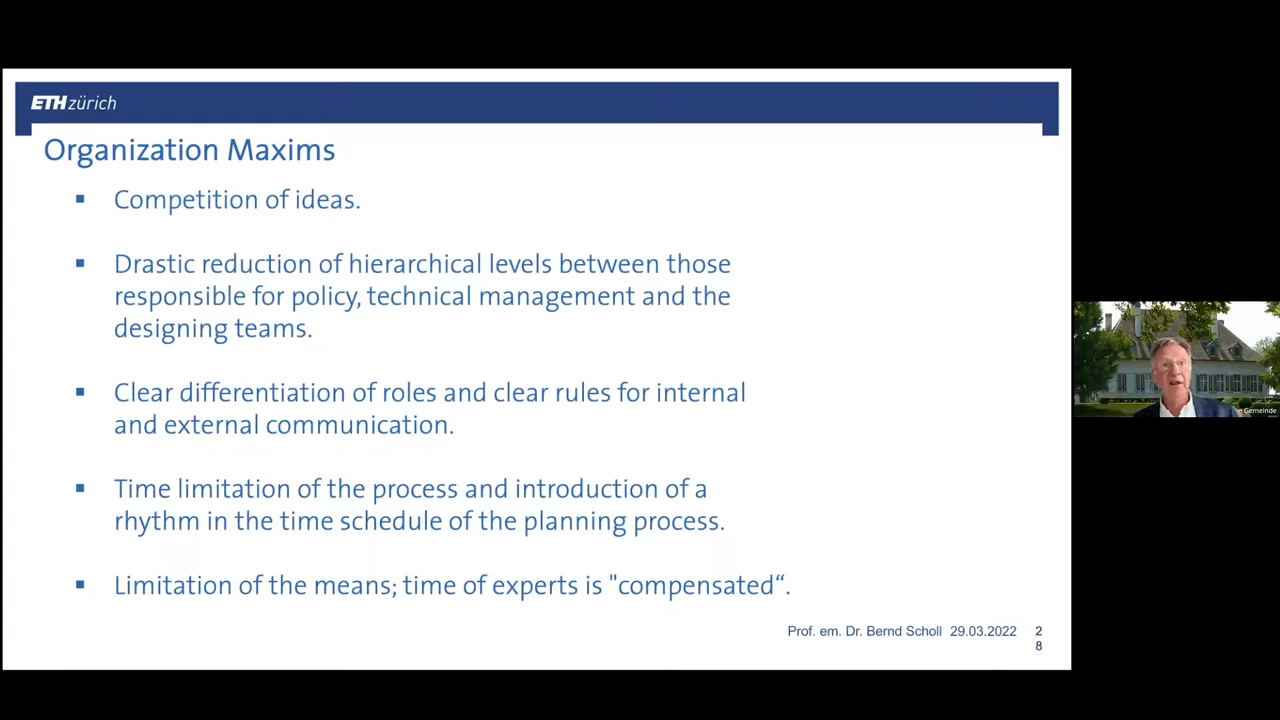 ETH zürich
Organization Maxims
▪ Competition of ideas.
▪ Drastic reduction of hierarchical levels between those
responsible for policy, technical management and the
designing teams.
▪ Clear differentiation of roles and clear rules for internal
and external communication.
▪ Time limitation of the process and introduction of a
rhythm in the time schedule of the planning process.
▪ Limitation of the means; time of experts is "compensated“.
Prof. em. Dr. Bernd Scholl 29.03.2022 2
8
Gemeinde